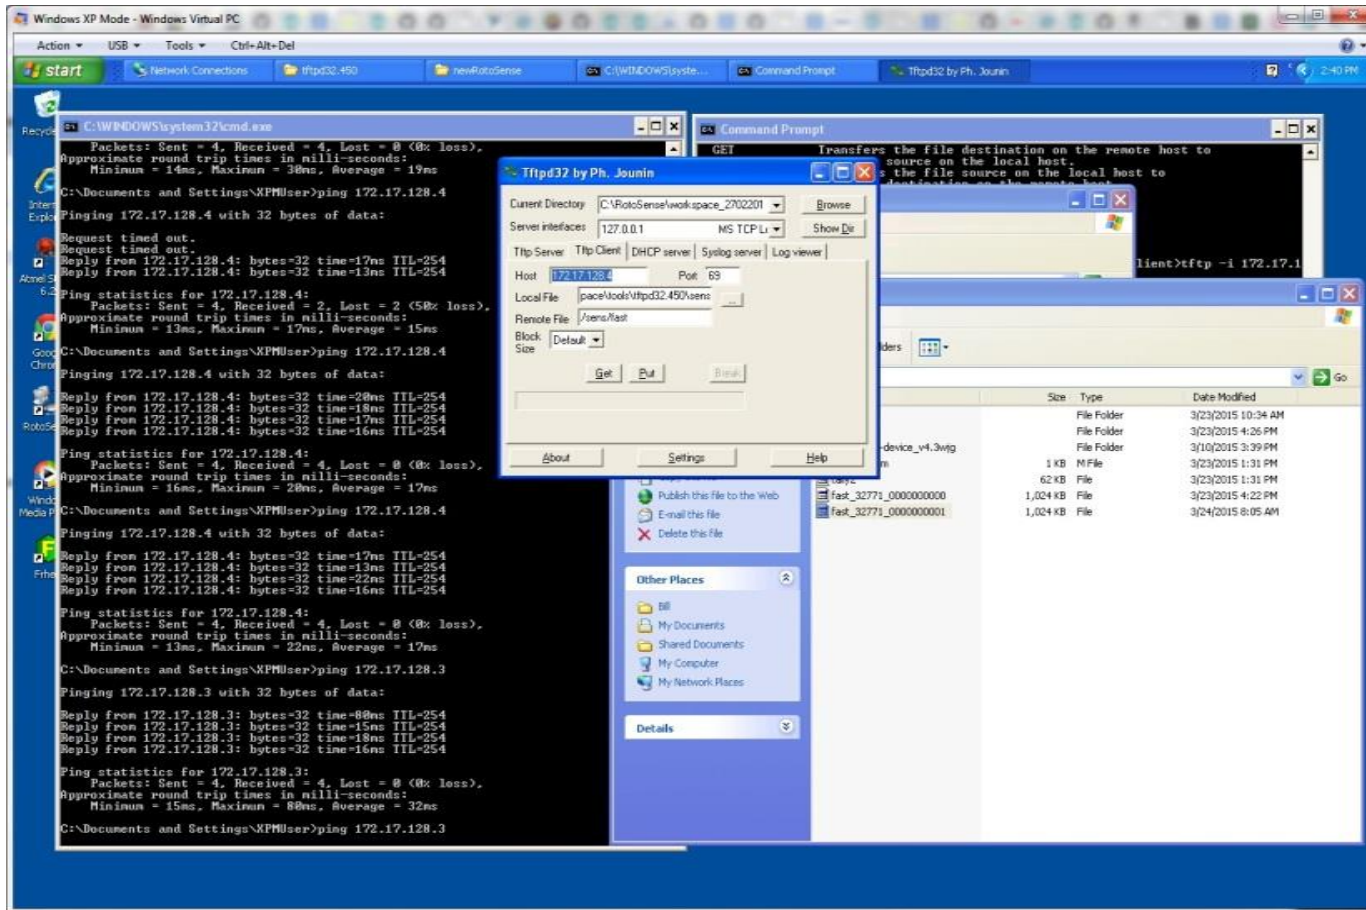 Windows XP Mode - Windows Virtual PC
Action USB Tools Ctrl+Alt+Del
start Network Connections tftpd32.450 newRotoSense C:\WINDOWS\syste... Command Prompt Tftpd32 by Ph. Jounin 2:40 PM
C:\WINDOWS\system32\cmd.exe
Packets: Sent = 4, Received = 4, Lost = 0 (0% loss),
Approximate round trip times in milli-seconds:
Minimum = 14ms, Maximum = 30ms, Average = 19ms
C:\Documents and Settings\XPMUser>ping 172.17.128.4
Pinging 172.17.128.4 with 32 bytes of data:
Request timed out.
Request timed out.
Reply from 172.17.128.4: bytes=32 time=17ms TTL=254
Reply from 172.17.128.4: bytes=32 time=13ms TTL=254
Ping statistics for 172.17.128.4:
Packets: Sent = 4, Received = 2, Lost = 2 (50% loss),
Approximate round trip times in milli-seconds:
Minimum = 13ms, Maximum = 17ms, Average = 15ms
C:\Documents and Settings\XPMUser>ping 172.17.128.4
Pinging 172.17.128.4 with 32 bytes of data:
Reply from 172.17.128.4: bytes=32 time=20ms TTL=254
Reply from 172.17.128.4: bytes=32 time=18ms TTL=254
Reply from 172.17.128.4: bytes=32 time=17ms TTL=254
Reply from 172.17.128.4: bytes=32 time=16ms TTL=254
Ping statistics for 172.17.128.4:
Packets: Sent = 4, Received = 4, Lost = 0 (0% loss),
Approximate round trip times in milli-seconds:
Minimum = 16ms, Maximum = 20ms, Average = 17ms
C:\Documents and Settings\XPMUser>ping 172.17.128.4
Pinging 172.17.128.4 with 32 bytes of data:
Reply from 172.17.128.4: bytes=32 time=17ms TTL=254
Reply from 172.17.128.4: bytes=32 time=13ms TTL=254
Reply from 172.17.128.4: bytes=32 time=22ms TTL=254
Reply from 172.17.128.4: bytes=32 time=16ms TTL=254
Ping statistics for 172.17.128.4:
Packets: Sent = 4, Received = 4, Lost = 0 (0% loss),
Approximate round trip times in milli-seconds:
Minimum = 13ms, Maximum = 22ms, Average = 17ms
C:\Documents and Settings\XPMUser>ping 172.17.128.3
Pinging 172.17.128.3 with 32 bytes of data:
Reply from 172.17.128.3: bytes=32 time=80ms TTL=254
Reply from 172.17.128.3: bytes=32 time=15ms TTL=254
Reply from 172.17.128.3: bytes=32 time=18ms TTL=254
Reply from 172.17.128.3: bytes=32 time=16ms TTL=254
Ping statistics for 172.17.128.3:
Packets: Sent = 4, Received = 4, Lost = 0 (0% loss),
Approximate round trip times in milli-seconds:
Minimum = 15ms, Maximum = 80ms, Average = 32ms
C:\Documents and Settings\XPMUser>ping 172.17.128.3
Tftpd32 by Ph. Jounin
Current Directory C:\RotoSense\workspace_2702201 Browse
Server interfaces 127.0.0.1 MS TCP Show Dir
Tftp Server Tftp Client DHCP server Syslog server Log viewer
Host 172.17.128.4 Port 69
Local File pace\tools\tftpd32.450\sens ...
Remote File /sens/fast
Block Size Default
Get Put Break
About Settings Help
Command Prompt
GET Transfers the file destination on the remote host to
source on the local host.
s the file source on the local host to
destination on the remote host.
lient>tftp -i 172.17.1
ders
Go
Size Type Date Modified
File Folder 3/23/2015 10:34 AM
File Folder 3/23/2015 4:26 PM
-device_v4.3wjg File Folder 3/10/2015 3:39 PM
1 KB M File 3/23/2015 1:31 PM
62 KB File 3/23/2015 1:31 PM
fast_32771_0000000000 1,024 KB File 3/23/2015 4:22 PM
fast_32771_0000000001 1,024 KB File 3/24/2015 8:05 AM
Publish this file to the Web
E-mail this file
Delete this file
Other Places
Bill
My Documents
Shared Documents
My Computer
My Network Places
Details